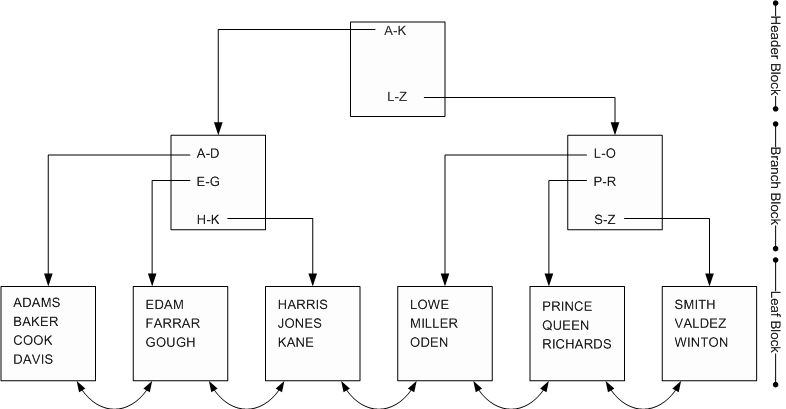 A-K
L-Z
Header Block
A-D
E-G
H-K
L-O
P-R
S-Z
Branch Block
ADAMS
BAKER
COOK
DAVIS
EDAM
FARRAR
GOUGH
HARRIS
JONES
KANE
LOWE
MILLER
ODEN
PRINCE
QUEEN
RICHARDS
SMITH
VALDEZ
WINTON
Leaf Block